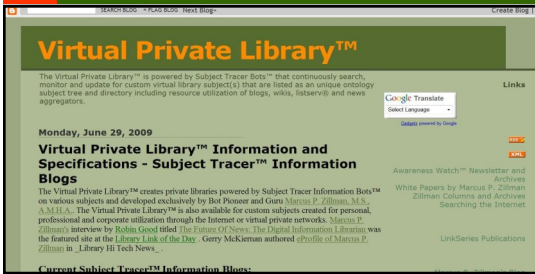 SEARCH BLOG FLAG BLOG Next Blog» Create Blog
Virtual Private Library™
The Virtual Private Library™ is powered by Subject Tracer Bots™ that continuously search,
monitor and update for custom virtual library subject(s) that are listed as an unique ontology
subject tree and directory including resource utilization of blogs, wikis, listserv® and news
aggregators.
Monday, June 29, 2009
Virtual Private Library™ Information and
Specifications - Subject Tracer™ Information
Blogs
The Virtual Private Library™ creates private libraries powered by Subject Tracer Information Bots™
on various subjects and developed exclusively by Bot Pioneer and Guru Marcus P. Zillman, M.S.,
A.M.H.A.. The Virtual Private Library™ is also available for custom subjects created for personal,
professional and corporate utilization through the Internet or virtual private networks. Marcus P.
Zillman's interview by Robin Good titled The Future Of News: The Digital Information Librarian was
the featured site at the Library Link of the Day . Gerry McKiernan authored eProfile of Marcus P.
Zillman in _Library Hi Tech News_ .
Current Subject Tracer™ Information Blogs:
Links
Google Translate
Select Language
Gadgets powered by Google
XML
Awareness Watch™ Newsletter and
Archives
White Papers by Marcus P. Zillman
Zillman Columns and Archives
Searching the Internet
LinkSeries Publications